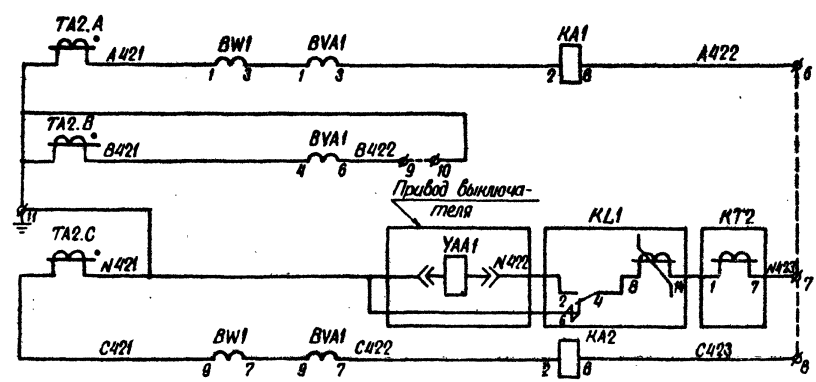 TA2.A A421 BW1 BVA1 KA1 A422
1 3 1 3 2 8 6
TA2.B B421 BVA1 B422
4 6 9 10
Привод выключа-
теля
11
TA2.C N421 YAA1 N422 KL1 KT2 N423
2 4 6 8 14 1 7 7
C421 BW1 BVA1 C422 KA2 C423
9 7 9 7 2 8 8